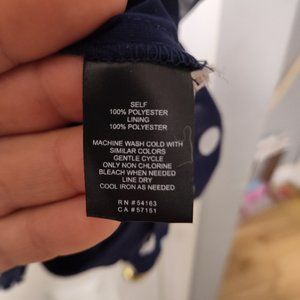 SELF
100% POLYESTER
LINING
100% POLYESTER
MACHINE WASH COLD WITH
SIMILAR COLORS
GENTLE CYCLE
ONLY NON CHLORINE
BLEACH WHEN NEEDED
LINE DRY
COOL IRON AS NEEDED
RN #54163
CA #57151